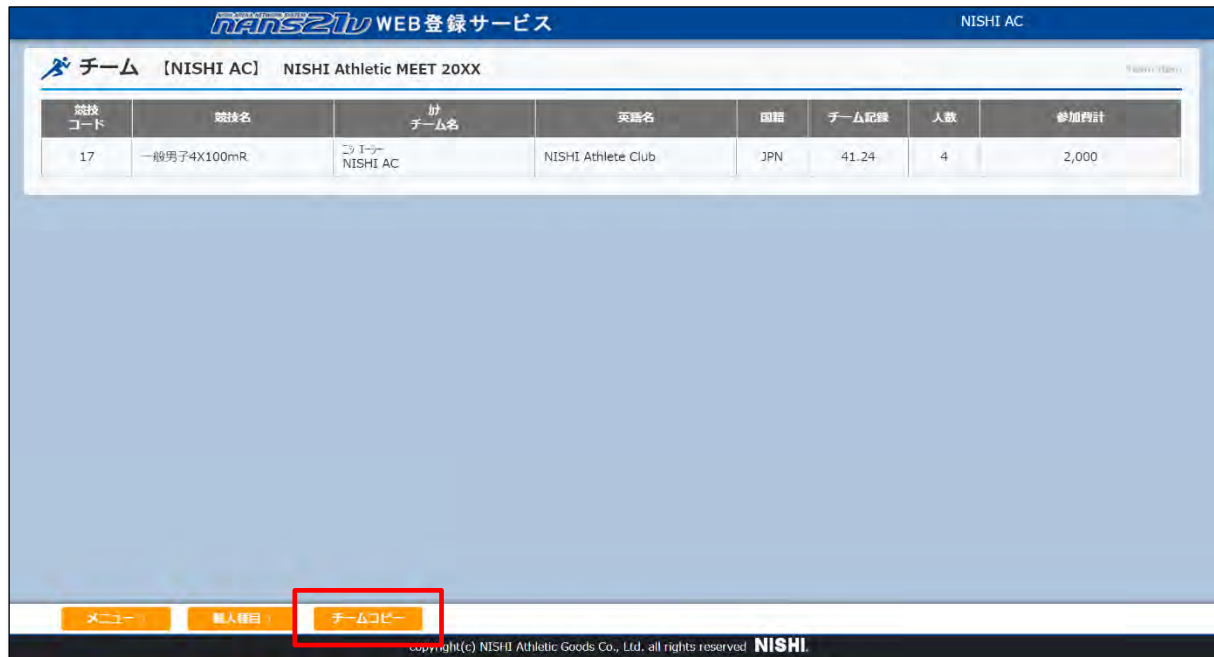 NANS21V WEB登録サービス
NISHI AC
チーム 【NISHI AC】 NISHI Athletic MEET 20XX
競技コード 競技名 カナ チーム名 英語名 国籍 チーム記録 人数 参加費計
ニシ エーシー
17 一般男子4X100mR NISHI AC NISHI Athlete Club JPN 41.24 4 2,000
メニュー 個人種目 チームコピー
copyright(c) NISHI Athletic Goods Co., Ltd. all rights reserved NISHI.